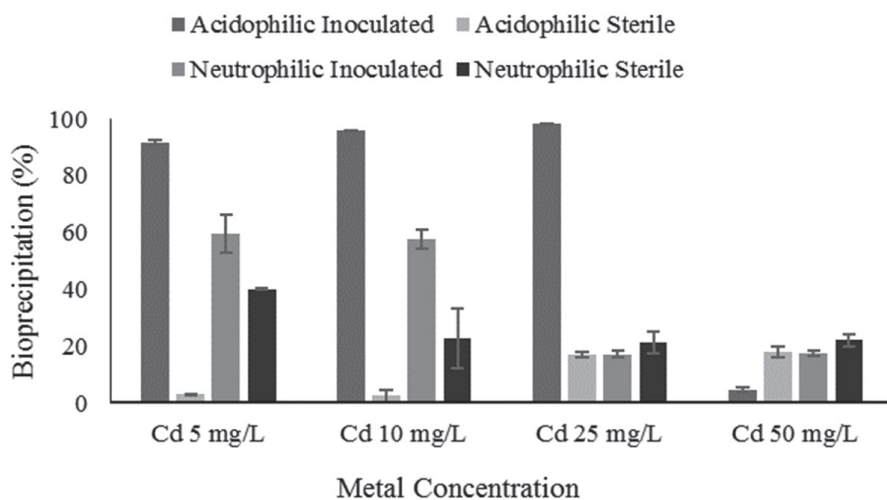 Acidophilic Inoculated Acidophilic Sterile
Neutrophilic Inoculated Neutrophilic Sterile
Bioprecipitation (%)
100
80
60
40
20
0
Cd 5 mg/L Cd 10 mg/L Cd 25 mg/L Cd 50 mg/L
Metal Concentration